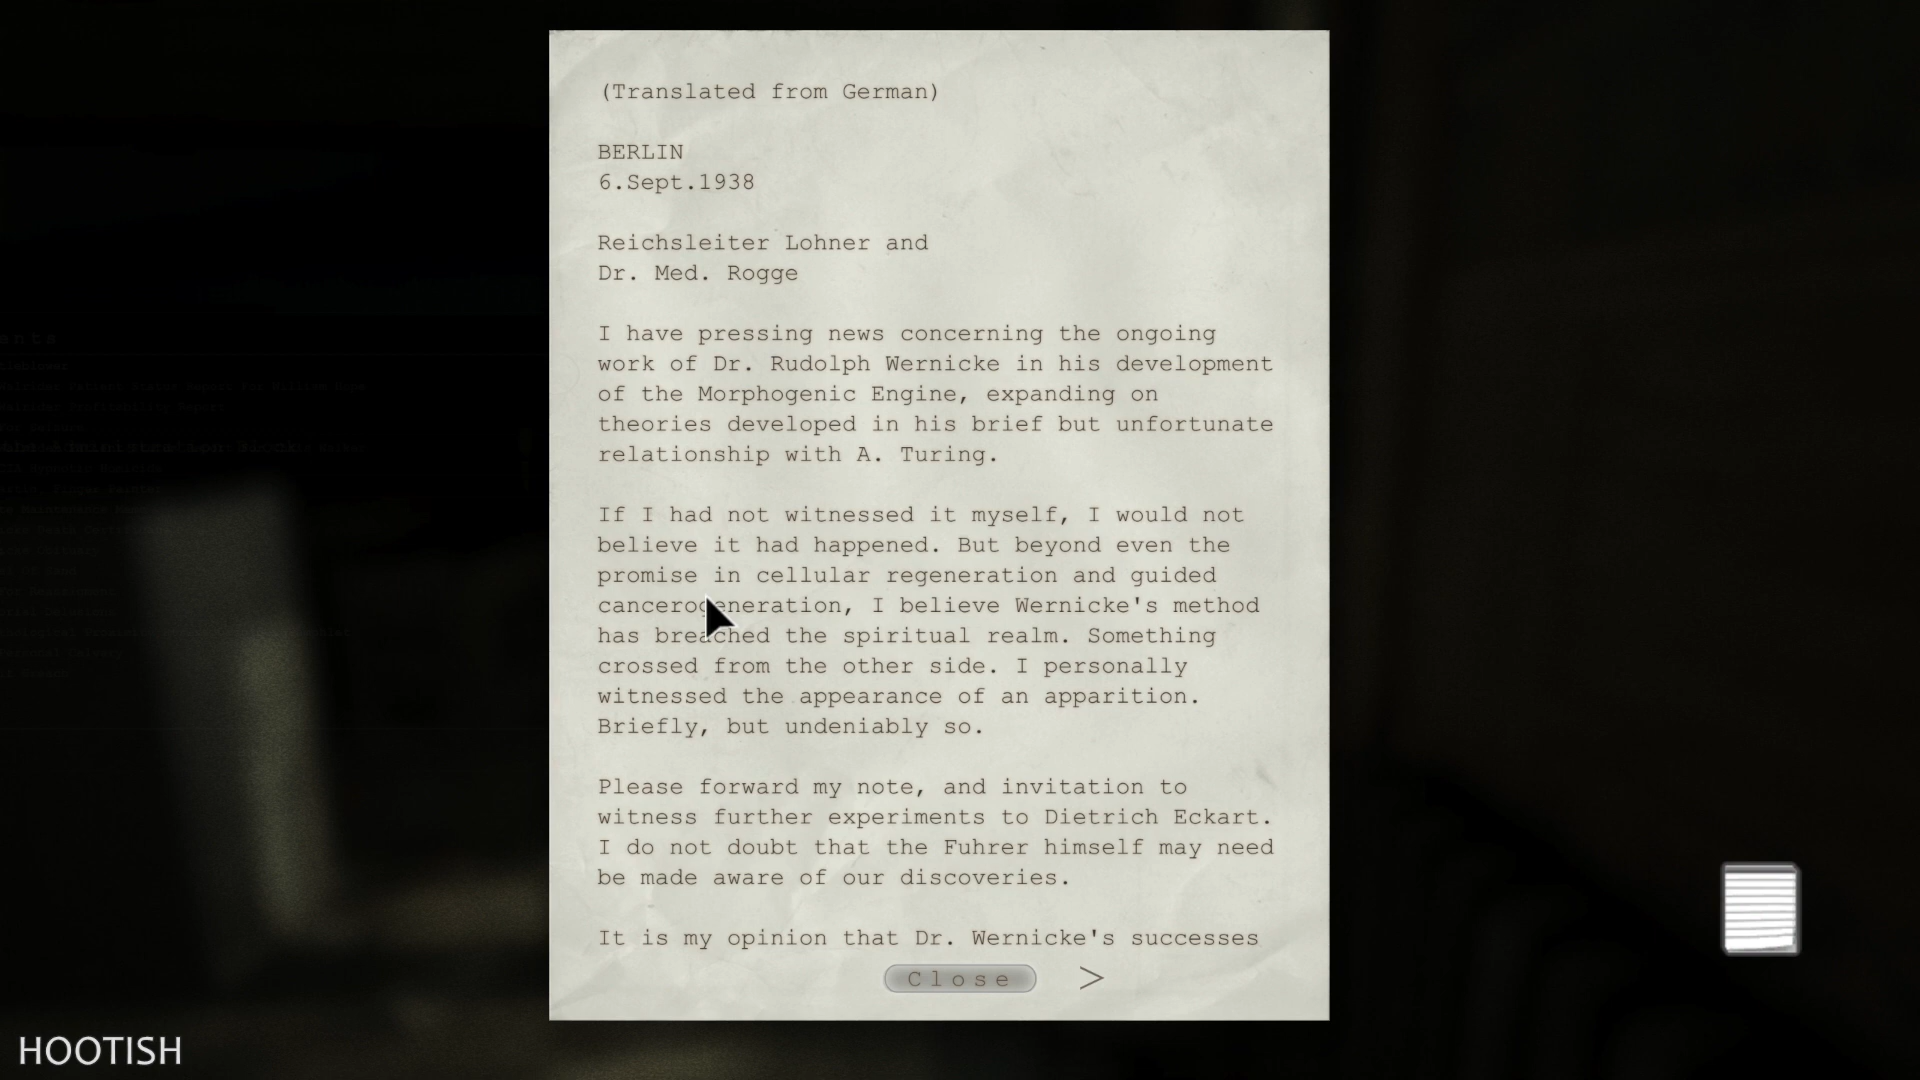 (Translated from German)
BERLIN
6.Sept.1938
Reichsleiter Lohner and
Dr. Med. Rogge
I have pressing news concerning the ongoing
work of Dr. Rudolph Wernicke in his development
of the Morphogenic Engine, expanding on
theories developed in his brief but unfortunate
relationship with A. Turing.
If I had not witnessed it myself, I would not
believe it had happened. But beyond even the
promise in cellular regeneration and guided
cancerogeneration, I believe Wernicke's method
has breached the spiritual realm. Something
crossed from the other side. I personally
witnessed the appearance of an apparition.
Briefly, but undeniably so.
Please forward my note, and invitation to
witness further experiments to Dietrich Eckart.
I do not doubt that the Fuhrer himself may need
be made aware of our discoveries.
It is my opinion that Dr. Wernicke's successes
Close >
HOOTISH